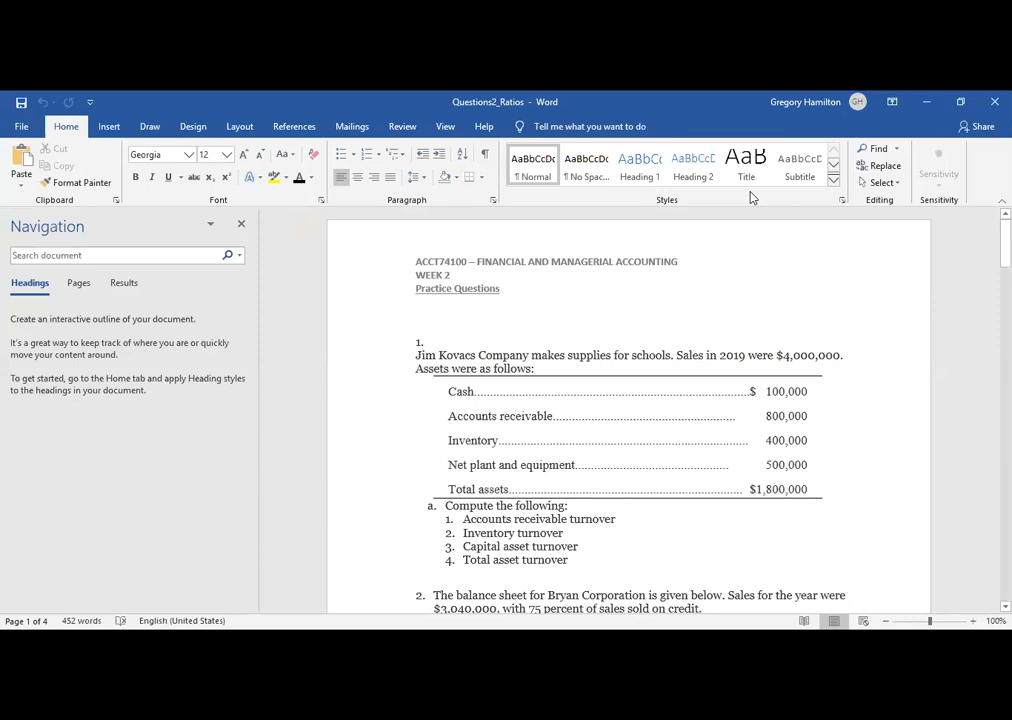 Questions2_Ratios - Word
Gregory Hamilton GH
File Home Insert Draw Design Layout References Mailings Review View Help Tell me what you want to do Share
Paste
Cut
Copy
Format Painter
Clipboard
Georgia 12 Aa
B I U abc x₂ x² A A
Font
Paragraph
AaBbCcDc AaBbCcDc AaBbCc AaBbCcD AaB AaBbCcD
¶ Normal ¶ No Spac... Heading 1 Heading 2 Title Subtitle
Styles
Find
Replace
Select
Editing
Sensitivity
Sensitivity
Navigation
Search document
Headings Pages Results
Create an interactive outline of your document.
It's a great way to keep track of where you are or quickly
move your content around.
To get started, go to the Home tab and apply Heading styles
to the headings in your document.
ACCT74100 – FINANCIAL AND MANAGERIAL ACCOUNTING
WEEK 2
Practice Questions
1.
Jim Kovacs Company makes supplies for schools. Sales in 2019 were $4,000,000.
Assets were as follows:
Cash........................................................................$ 100,000
Accounts receivable................................................ 800,000
Inventory................................................................. 400,000
Net plant and equipment........................................ 500,000
Total assets............................................................. $1,800,000
a. Compute the following:
1. Accounts receivable turnover
2. Inventory turnover
3. Capital asset turnover
4. Total asset turnover
2. The balance sheet for Bryan Corporation is given below. Sales for the year were
$3,040,000, with 75 percent of sales sold on credit.
Page 1 of 4 452 words English (United States) 100%